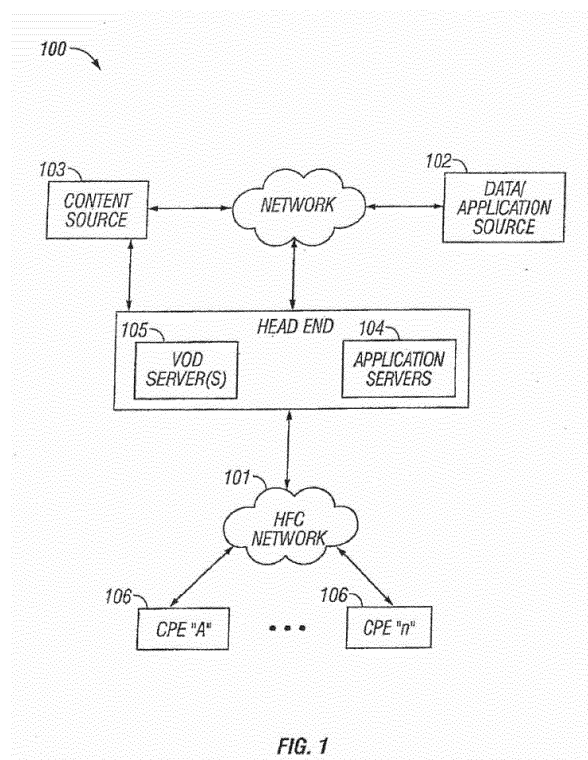 100
103
CONTENT
SOURCE
NETWORK
102
DATA/
APPLICATION
SOURCE
HEAD END
105
VOD
SERVER(S)
104
APPLICATION
SERVERS
101
HFC
NETWORK
106
CPE "A"
•••
106
CPE "n"
FIG. 1